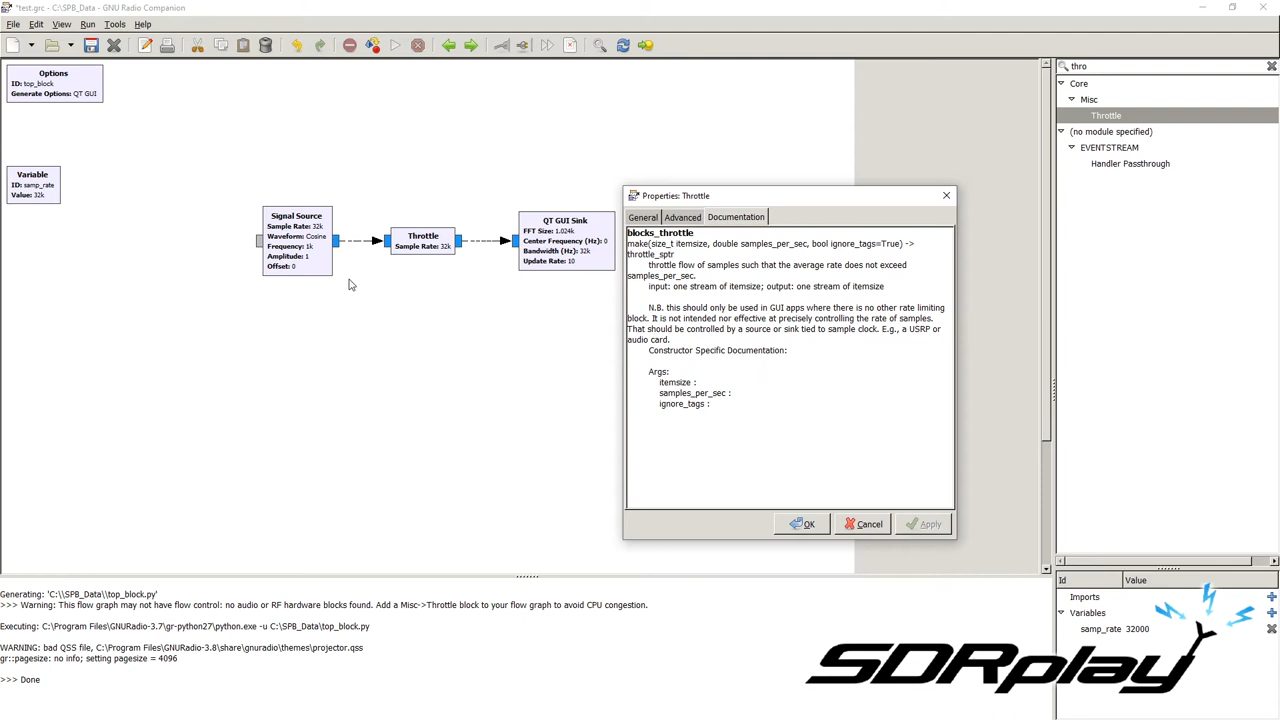 *test.grc - C:\SPB_Data - GNU Radio Companion
File Edit View Run Tools Help
thro
Core
Misc
Throttle
(no module specified)
EVENTSTREAM
Handler Passthrough
Options
ID: top_block
Generate Options: QT GUI
Variable
ID: samp_rate
Value: 32k
Signal Source
Sample Rate: 32k
Waveform: Cosine
Frequency: 1k
Amplitude: 1
Offset: 0
Throttle
Sample Rate: 32k
QT GUI Sink
FFT Size: 1.024k
Center Frequency (Hz): 0
Bandwidth (Hz): 32k
Update Rate: 10
Properties: Throttle
General Advanced Documentation
blocks_throttle
make(size_t itemsize, double samples_per_sec, bool ignore_tags=True) ->
throttle_sptr
throttle flow of samples such that the average rate does not exceed
samples_per_sec.
input: one stream of itemsize; output: one stream of itemsize
N.B. this should only be used in GUI apps where there is no other rate limiting
block. It is not intended nor effective at precisely controlling the rate of samples.
That should be controlled by a source or sink tied to sample clock. E.g., a USRP or
audio card.
Constructor Specific Documentation:
Args:
itemsize :
samples_per_sec :
ignore_tags :
OK Cancel Apply
Generating: 'C:\\SPB_Data\\top_block.py'
>>> Warning: This flow graph may not have flow control: no audio or RF hardware blocks found. Add a Misc->Throttle block to your flow graph to avoid CPU congestion.
Executing: C:\Program Files\GNURadio-3.7\gr-python27\python.exe -u C:\SPB_Data\top_block.py
WARNING: bad QSS file, C:\Program Files\GNURadio-3.8\share\gnuradio\themes\projector.qss
gr::pagesize: no info; setting pagesize = 4096
>>> Done
Id Value
Imports
Variables
samp_rate 32000
SDRplay